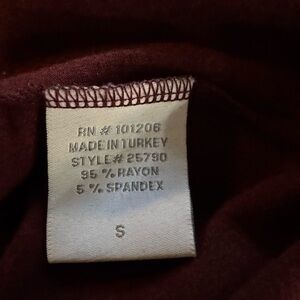 RN # 101206
MADE IN TURKEY
STYLE# 25790
95 % RAYON
5 % SPANDEX
S